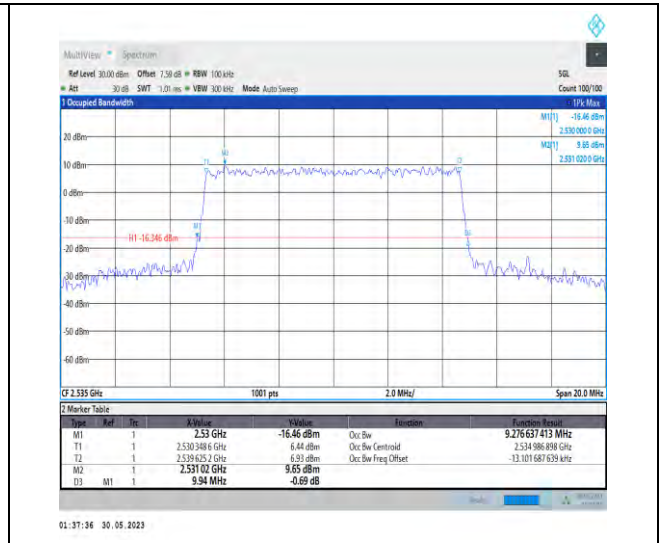 MultiView Spectrum
Ref Level 30.00 dBm Offset 7.59 dB RBW 100 kHz SGL
Att 30 dB SWT 1.01 ms VBW 300 kHz Mode Auto Sweep Count 100/100
1 Occupied Bandwidth 1Pk Max
M1[1] -16.46 dBm
2.530 000 0 GHz
20 dBm
M2[1] 9.65 dBm
2.531 020 0 GHz
M2
T1
T2
10 dBm
0 dBm
-10 dBm
M1
H1 -16.346 dBm
-20 dBm
-30 dBm
-40 dBm
-50 dBm
-60 dBm
CF 2.535 GHz 1001 pts 2.0 MHz/ Span 20.0 MHz
2 Marker Table
Type Ref Trc X-Value Y-Value Function Function Result
M1 1 2.53 GHz -16.46 dBm Occ Bw 9.276 637 413 MHz
T1 1 2.530 348 6 GHz 6.44 dBm Occ Bw Centroid 2.534 986 898 GHz
T2 1 2.539 625 2 GHz 6.93 dBm Occ Bw Freq Offset -13.101 687 639 kHz
M2 1 2.531 02 GHz 9.65 dBm
D3 M1 1 9.94 MHz -0.69 dB
01:37:36 30.05.2023